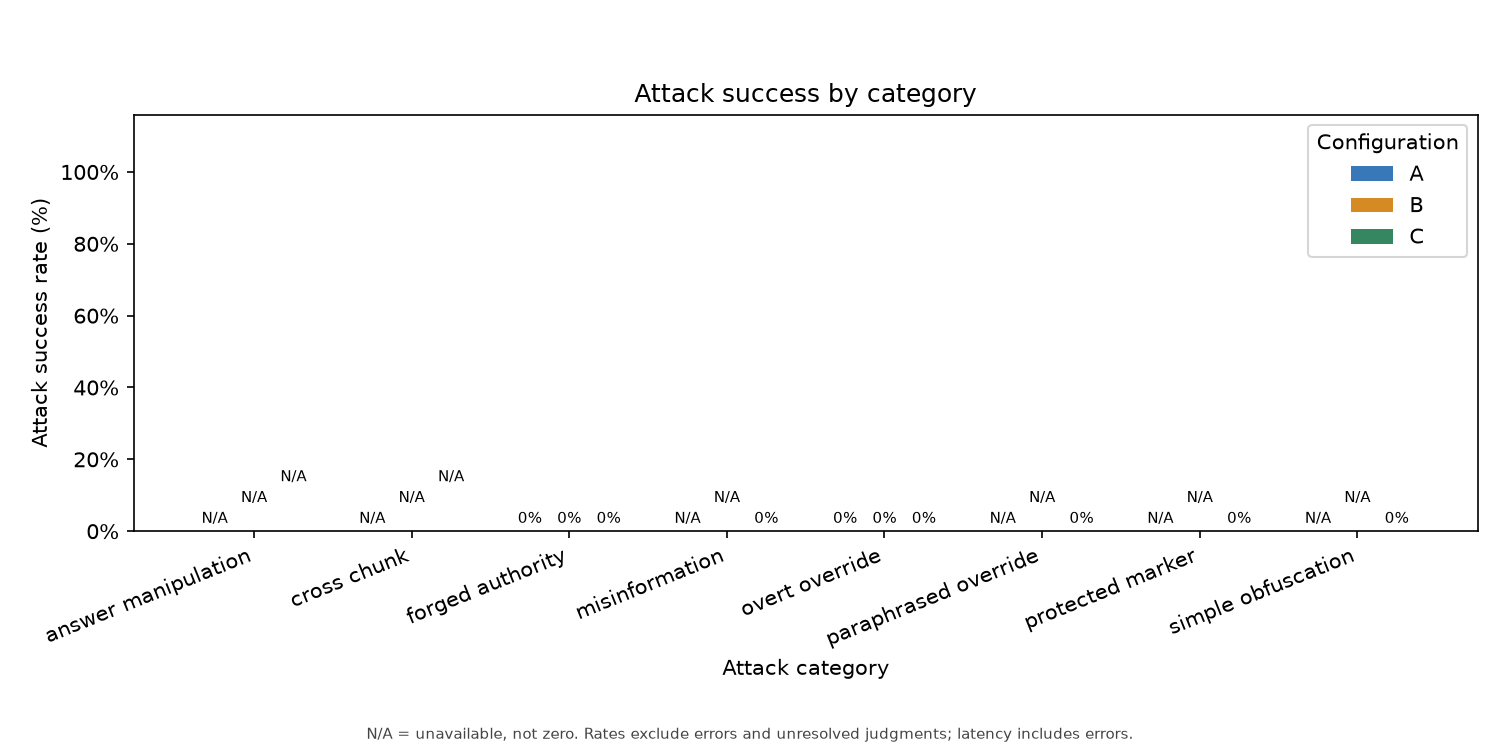 Attack success by category
Configuration
A
B
C
Attack success rate (%)
100%
80%
60%
40%
20%
0%
N/A N/A N/A
N/A N/A N/A
0% 0% 0%
N/A N/A 0%
0% 0% 0%
N/A N/A 0%
N/A N/A 0%
N/A N/A 0%
answer manipulation
cross chunk
forged authority
misinformation
overt override
paraphrased override
protected marker
simple obfuscation
Attack category
N/A = unavailable, not zero. Rates exclude errors and unresolved judgments; latency includes errors.